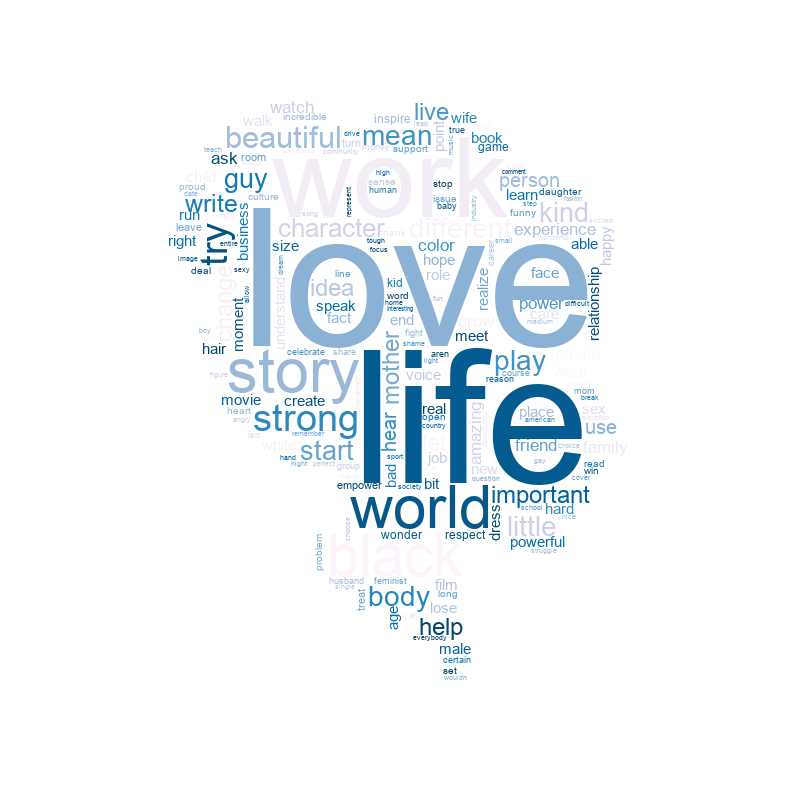 watch
incredible
walk
inspire
lead
live
wife
beautiful
drive
turn
money
mean
point
true
book
music
game
teach
community
support
ask
room
work
high
sense
human
stop
issue
comment
person
daughter
child
proud
date
guy
culture
represent
baby
industry
learn
step
fashion
write
run
business
song
character
thank
different
funny
kind
excited
leave
right
try
entire
size
tough
focus
color
career
small
experience
wonderful
able
happy
image
deal
sexy
dream
love
hope
role
realize
face
relationship
change
allow
understand
line
idea
kid
word
home
fun
interesting
power
difficult
care
medium
moment
speak
fact
end
grow
boy
fight
shame
meet
hair
celebrate
share
mother
aren
light
reason
play
course
female
story
figure
voice
life
wear
mom
break
movie
create
real
open
country
amazing
place
american
sex
situation
heart
angry
strong
remember
hear
let
use
isn
white
start
sport
job
friend
choice
family
hand
night
perfect
group
bad
new
gay
read
win
question
cover
empower
society
bit
world
important
dress
school
hard
nice
choose
wonder
respect
little
powerful
struggle
problem
black
husband
single
feminist
film
long
treat
body
age
lose
help
everybody
male
certain
set
wouldn